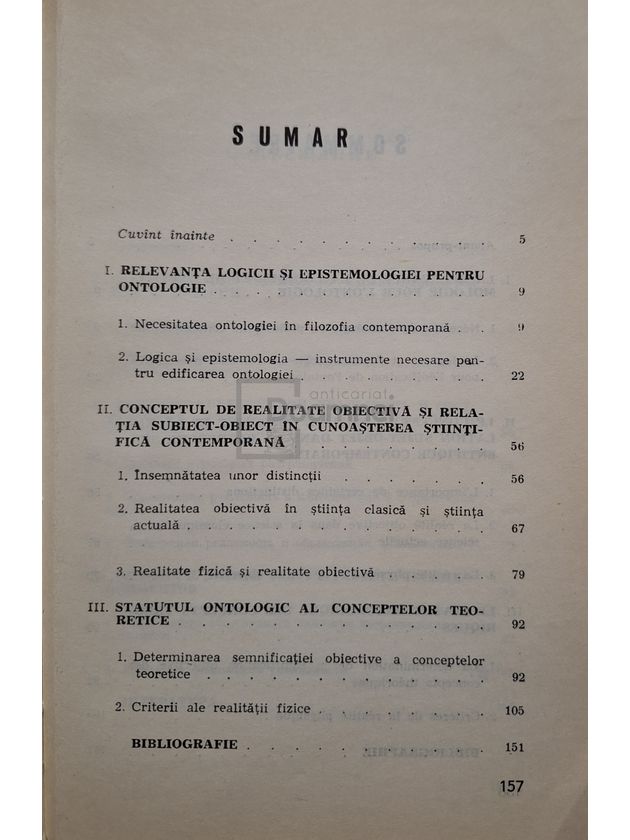 SUMAR
Cuvînt înainte . . . . . . . . . . 5
I. RELEVANȚA LOGICII ȘI EPISTEMOLOGIEI PENTRU
ONTOLOGIE . . . . . . . . . . . 9
1. Necesitatea ontologiei în filozofia contemporană . . 9
2. Logica și epistemologia — instrumente necesare pen-
tru edificarea ontologiei . . . . . . . . 22
II. CONCEPTUL DE REALITATE OBIECTIVĂ ȘI RELA-
ȚIA SUBIECT-OBIECT ÎN CUNOAȘTEREA ȘTIINȚI-
FICĂ CONTEMPORANĂ . . . . . . . . 56
1. Însemnătatea unor distincții . . . . . . 56
2. Realitatea obiectivă în știința clasică și știința
actuală . . . . . . . . . . . . 67
3. Realitate fizică și realitate obiectivă . . . . 79
III. STATUTUL ONTOLOGIC AL CONCEPTELOR TEO-
RETICE . . . . . . . . . . . . 92
1. Determinarea semnificației obiective a conceptelor
teoretice . . . . . . . . . . . 92
2. Criterii ale realității fizice . . . . . . . 105
BIBLIOGRAFIE . . . . . . . . . . 151
157
anticariat